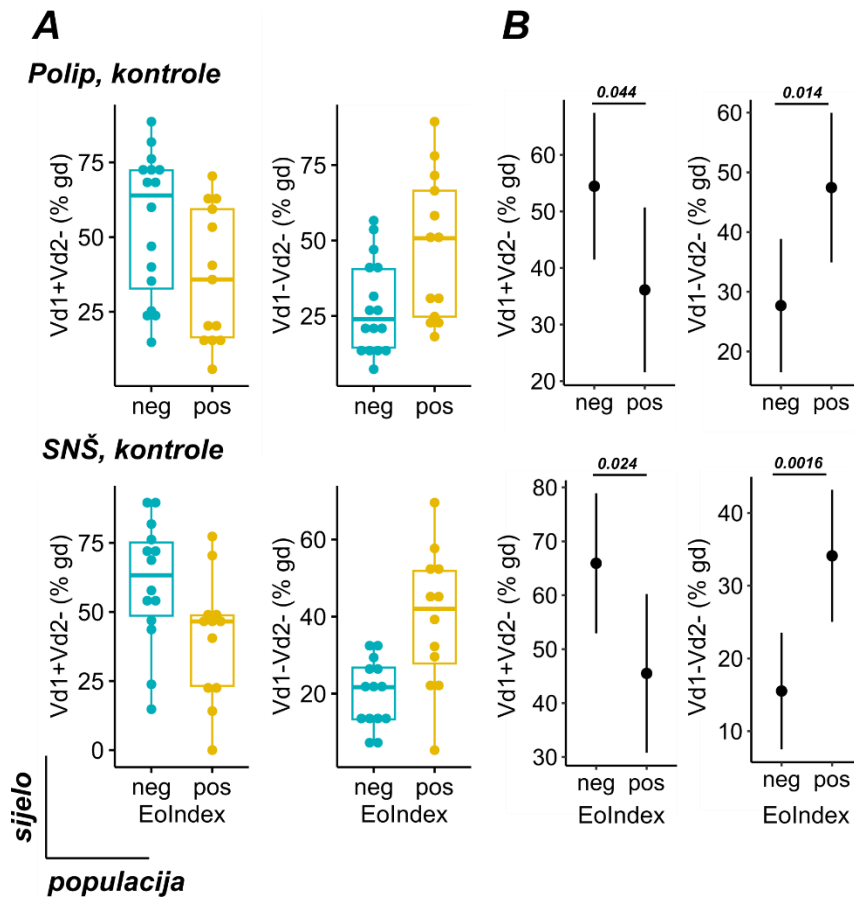 A
B
Polip, kontrole
Vd1+Vd2- (% gd)
75
50
25
neg pos
Vd1-Vd2- (% gd)
75
50
25
neg pos
0.044
Vd1+Vd2- (% gd)
60
50
40
30
20
neg pos
0.014
Vd1-Vd2- (% gd)
60
50
40
30
20
neg pos
SNŠ, kontrole
Vd1+Vd2- (% gd)
75
50
25
0
neg pos
EoIndex
Vd1-Vd2- (% gd)
60
40
20
neg pos
EoIndex
0.024
Vd1+Vd2- (% gd)
80
70
60
50
40
30
neg pos
EoIndex
0.0016
Vd1-Vd2- (% gd)
40
30
20
10
neg pos
EoIndex
sijelo
populacija